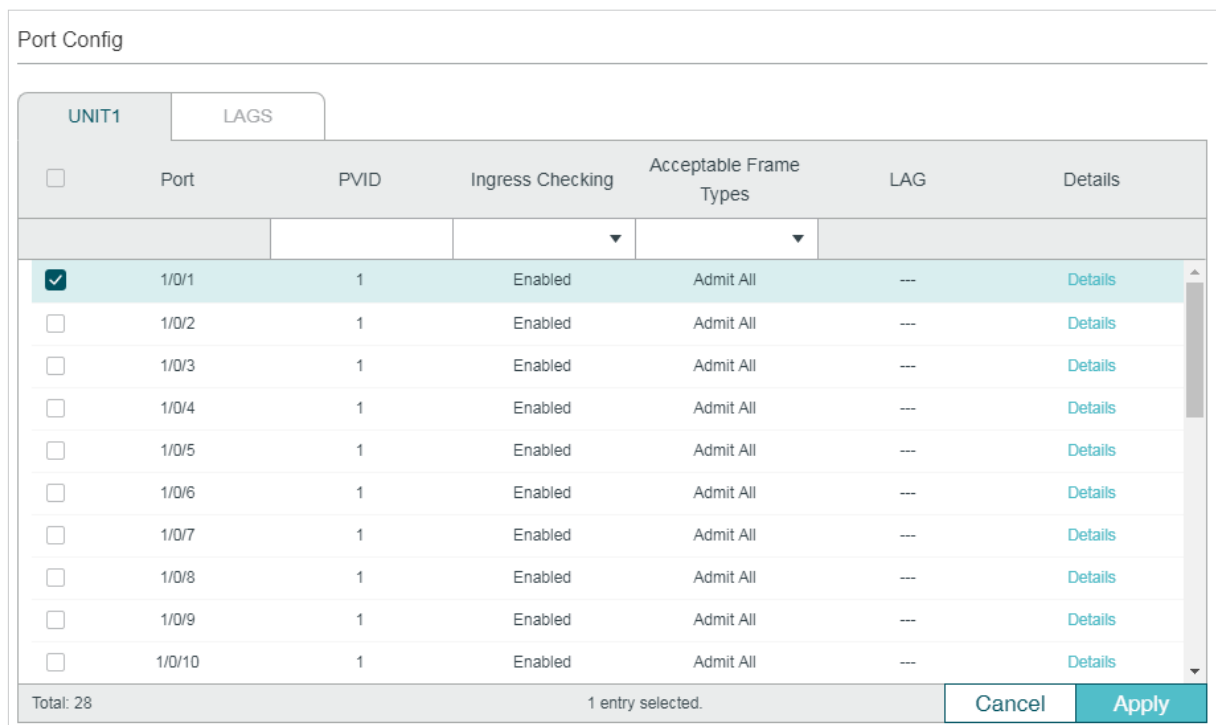 Port Config
UNIT1 LAGS
Port PVID Ingress Checking Acceptable Frame Types LAG Details
1/0/1 1 Enabled Admit All --- Details
1/0/2 1 Enabled Admit All --- Details
1/0/3 1 Enabled Admit All --- Details
1/0/4 1 Enabled Admit All --- Details
1/0/5 1 Enabled Admit All --- Details
1/0/6 1 Enabled Admit All --- Details
1/0/7 1 Enabled Admit All --- Details
1/0/8 1 Enabled Admit All --- Details
1/0/9 1 Enabled Admit All --- Details
1/0/10 1 Enabled Admit All --- Details
Total: 28 1 entry selected. Cancel Apply